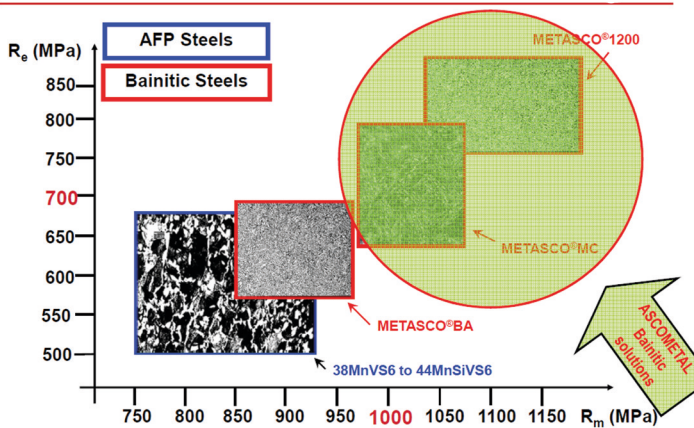 AFP Steels
Bainitic Steels
Re (MPa)
850
800
750
700
650
600
550
500
METASCO®1200
METASCO®MC
METASCO®BA
38MnVS6 to 44MnSiVS6
ASCOMETAL
Bainitic
solutions
750 800 850 900 950 1000 1050 1100 1150 Rm (MPa)